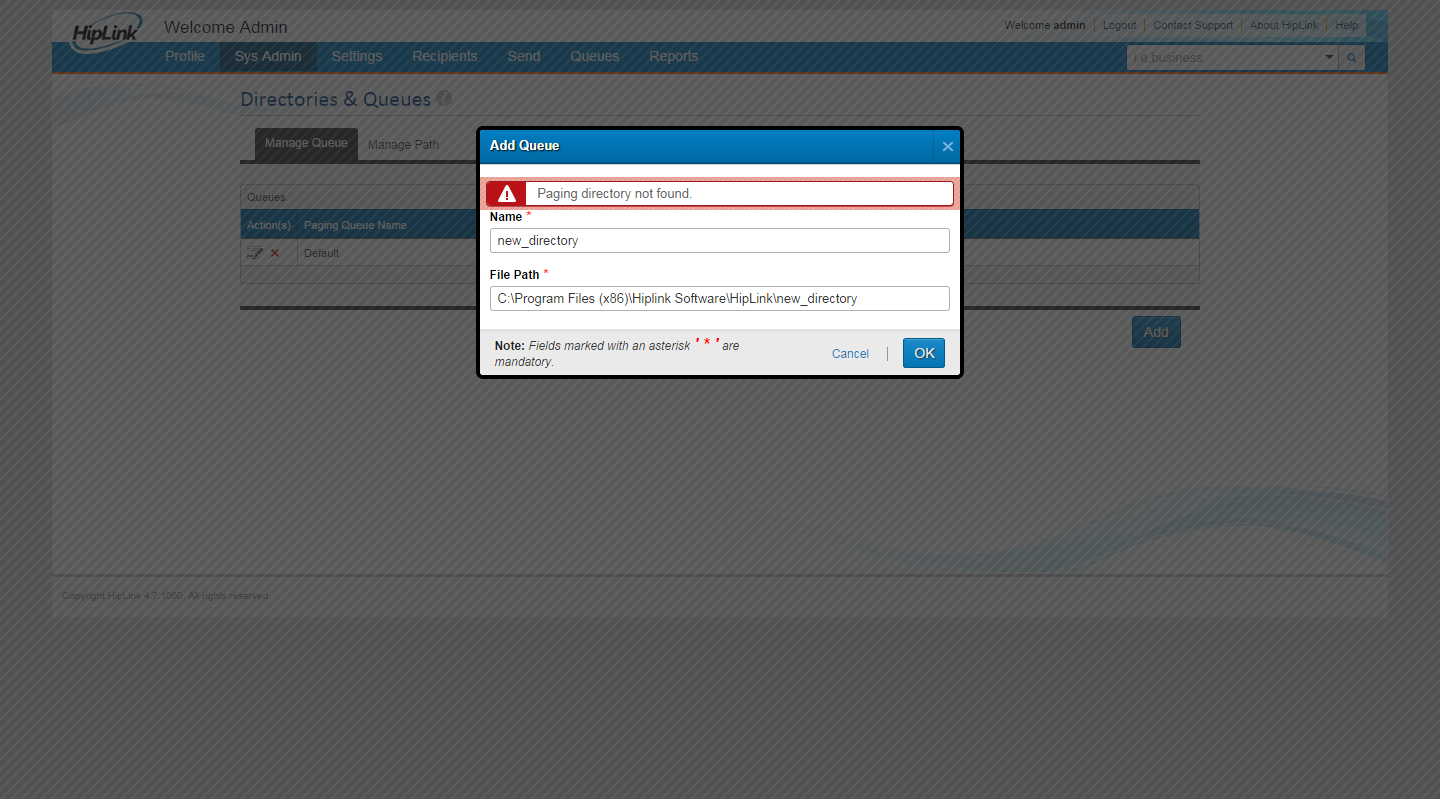 HipLink
Welcome Admin
Welcome admin Logout Contact Support About HipLink Help
Profile Sys Admin Settings Recipients Send Queues Reports
i.e.business
Directories & Queues
Manage Queue Manage Path
Queues
Action(s) Paging Queue Name
Default
Add Queue
Paging directory not found.
Name *
new_directory
File Path *
C:\Program Files (x86)\Hiplink Software\HipLink\new_directory
Note: Fields marked with an asterisk ' * ' are
mandatory.
Cancel OK
Add
Copyright HipLink 4.7.1060. All rights reserved.